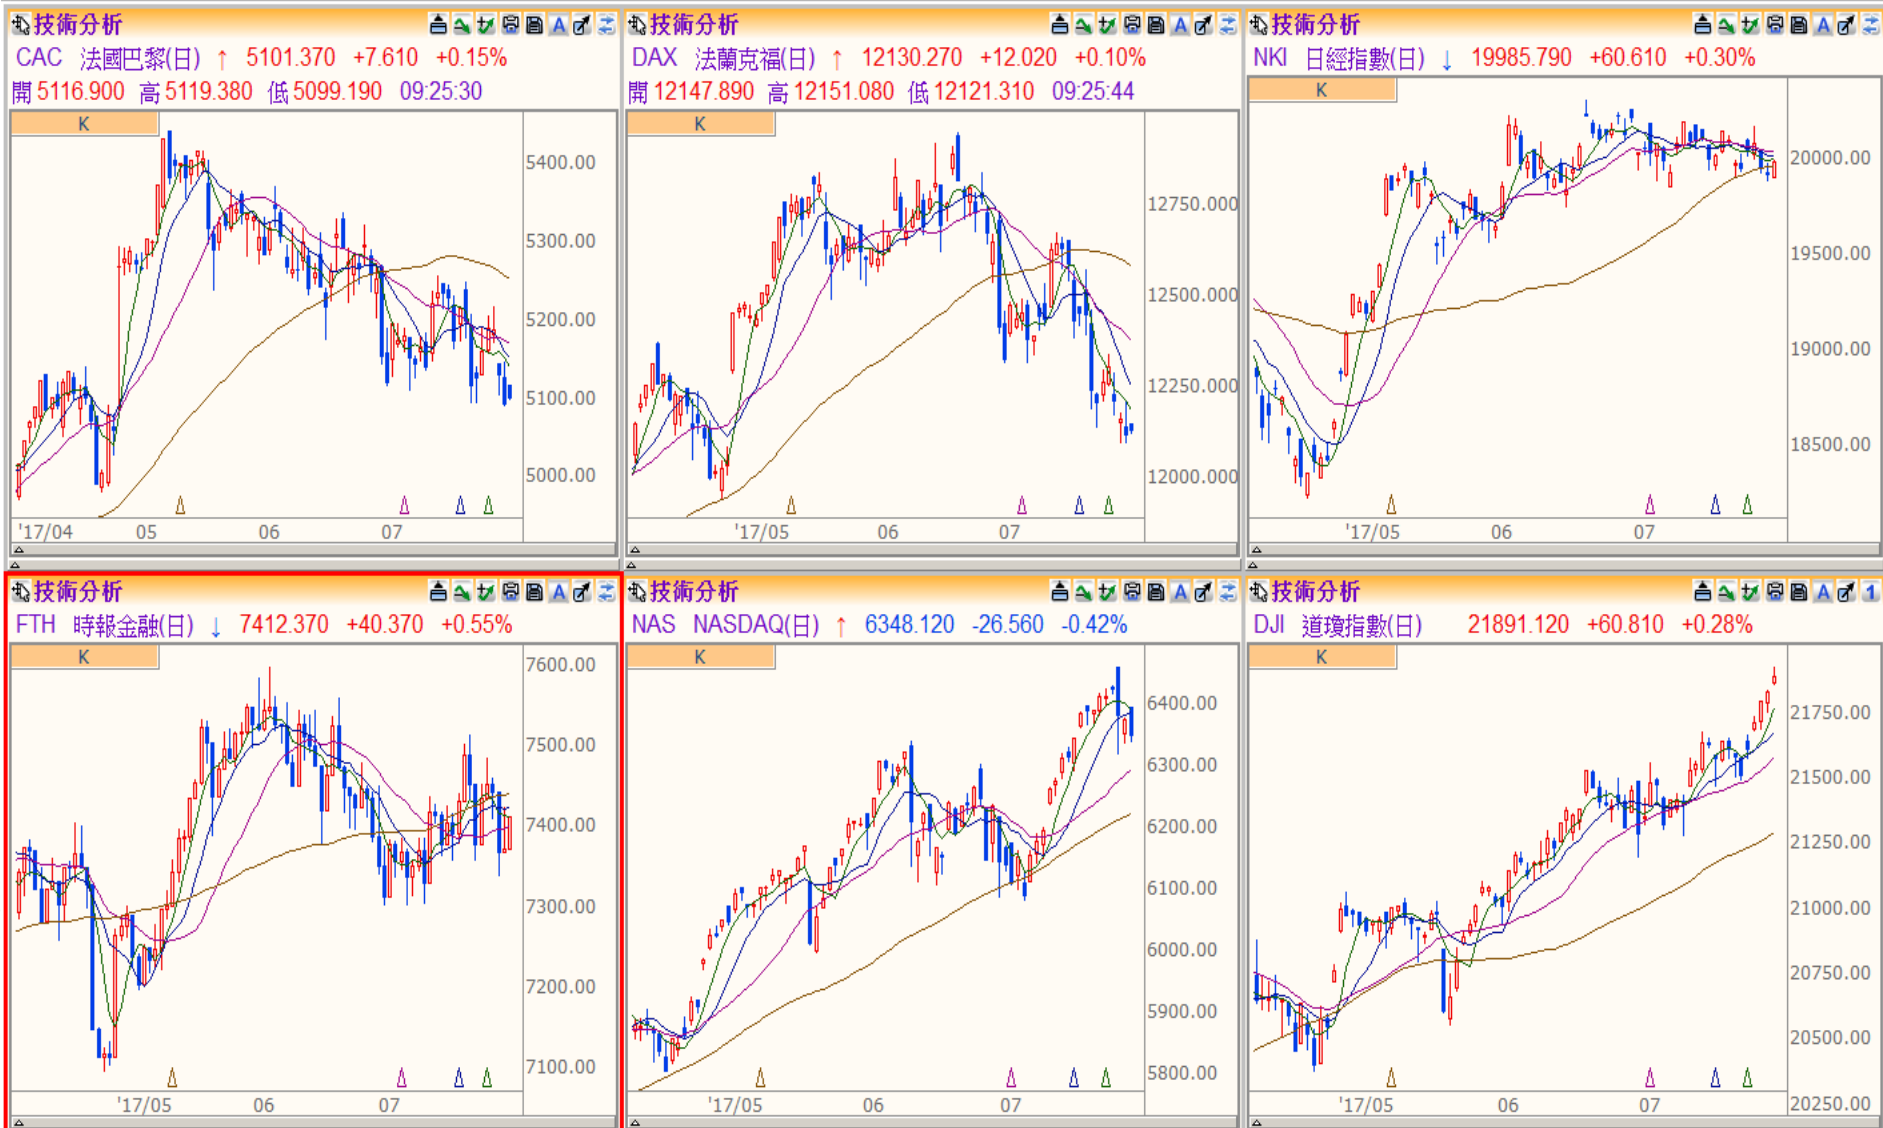 技術分析
CAC 法國巴黎(日) ↑ 5101.370 +7.610 +0.15%
開 5116.900 高 5119.380 低 5099.190 09:25:30
K
5400.00
5300.00
5200.00
5100.00
5000.00
'17/04 05 06 07
技術分析
DAX 法蘭克福(日) ↑ 12130.270 +12.020 +0.10%
開 12147.890 高 12151.080 低 12121.310 09:25:44
K
12750.000
12500.000
12250.000
12000.000
'17/05 06 07
技術分析
NKI 日經指數(日) ↓ 19985.790 +60.610 +0.30%
K
20000.00
19500.00
19000.00
18500.00
'17/05 06 07
技術分析
FTH 時報金融(日) ↓ 7412.370 +40.370 +0.55%
K
7600.00
7500.00
7400.00
7300.00
7200.00
7100.00
'17/05 06 07
技術分析
NAS NASDAQ(日) ↑ 6348.120 -26.560 -0.42%
K
6400.00
6300.00
6200.00
6100.00
6000.00
5900.00
5800.00
'17/05 06 07
技術分析
DJI 道瓊指數(日) 21891.120 +60.810 +0.28%
K
21750.00
21500.00
21250.00
21000.00
20750.00
20500.00
20250.00
'17/05 06 07